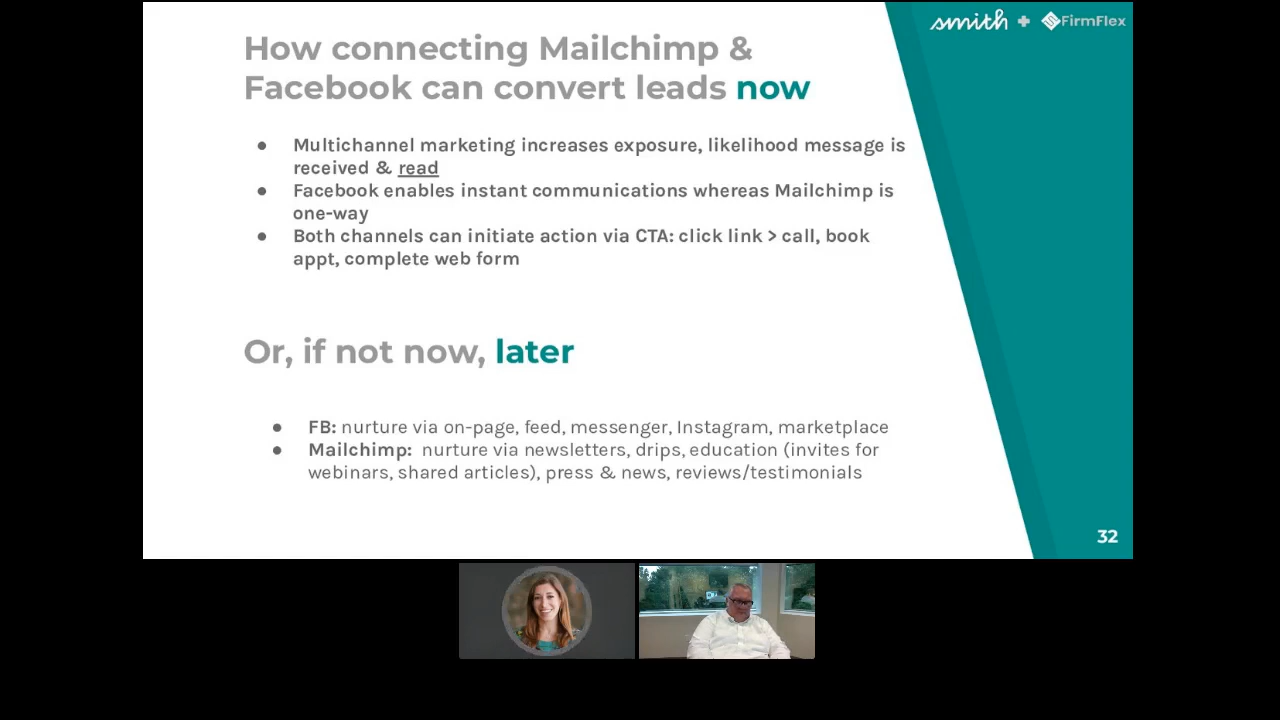 smith + FirmFlex
How connecting Mailchimp &
Facebook can convert leads now
● Multichannel marketing increases exposure, likelihood message is
received & read
● Facebook enables instant communications whereas Mailchimp is
one-way
● Both channels can initiate action via CTA: click link > call, book
appt, complete web form
Or, if not now, later
● FB: nurture via on-page, feed, messenger, Instagram, marketplace
● Mailchimp: nurture via newsletters, drips, education (invites for
webinars, shared articles), press & news, reviews/testimonials
32